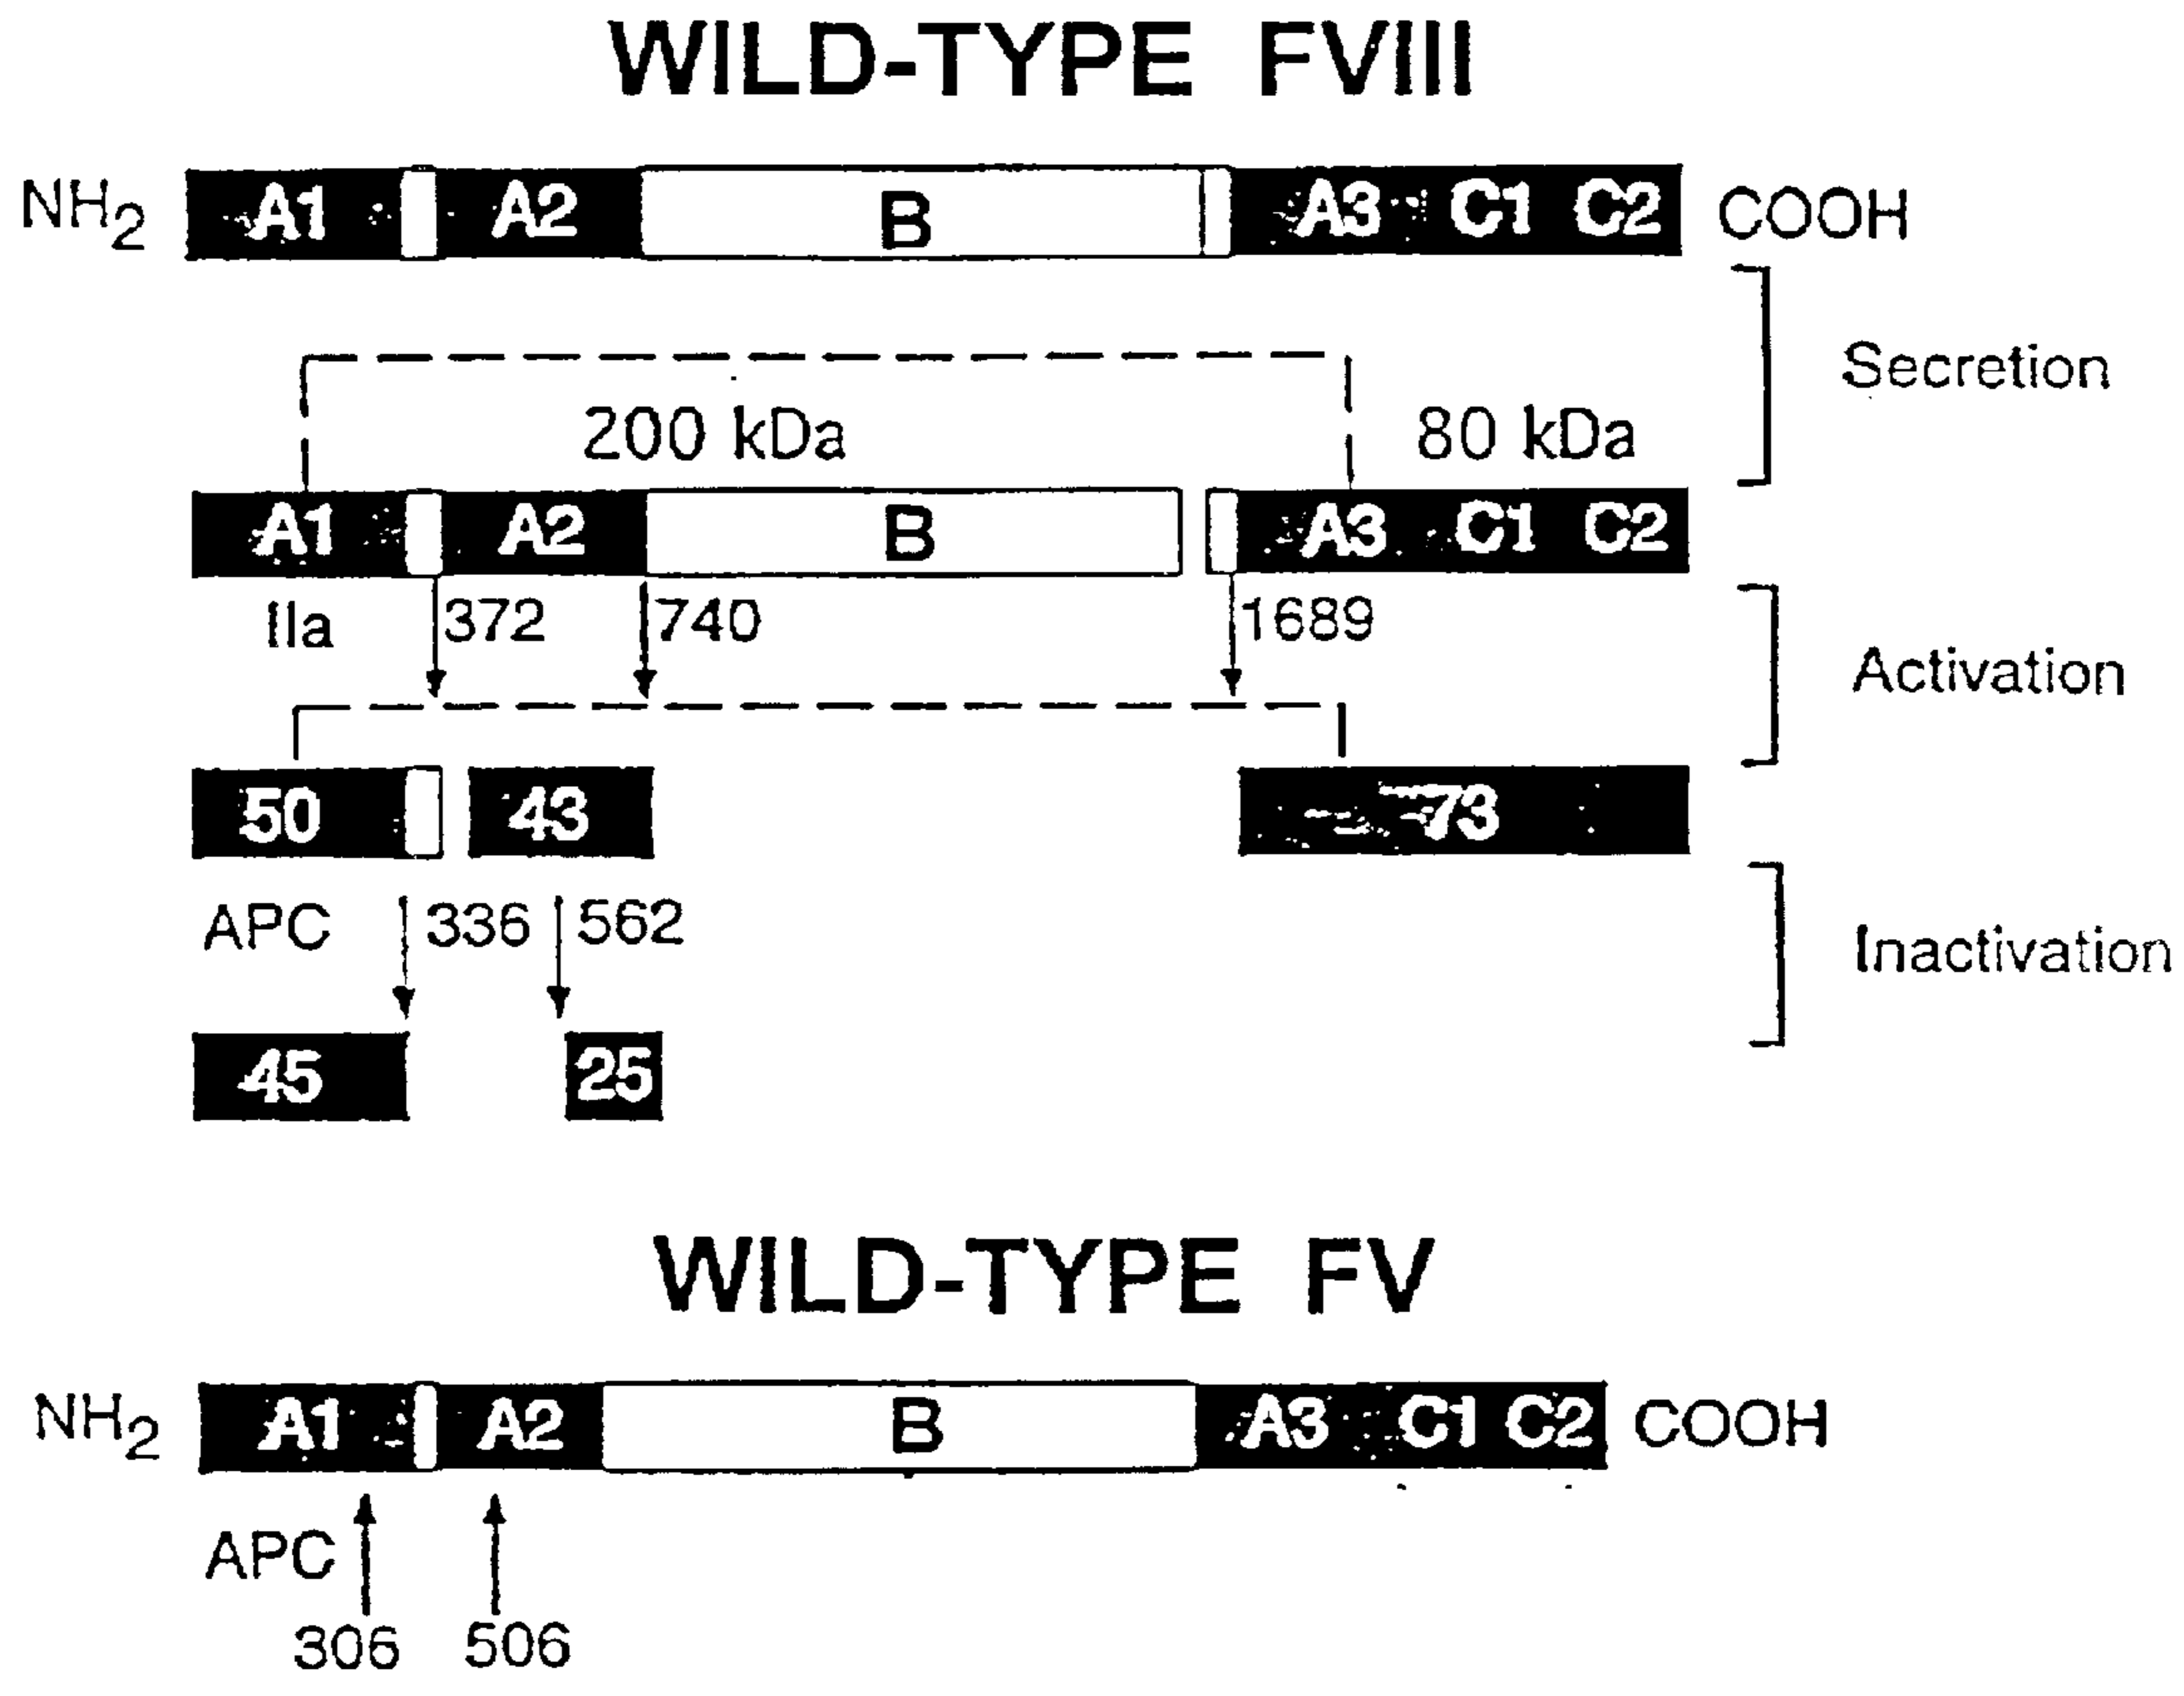 WILD-TYPE FVIII
NH2 A1 A2 B A3 C1 C2 COOH
Secretion
200 kDa 80 kDa
A1 A2 B A3 C1 C2
IIa 372 740 1689
Activation
50 43 73
APC 336 562
Inactivation
45 25
WILD-TYPE FV
NH2 A1 A2 B A3 C1 C2 COOH
APC
306 506